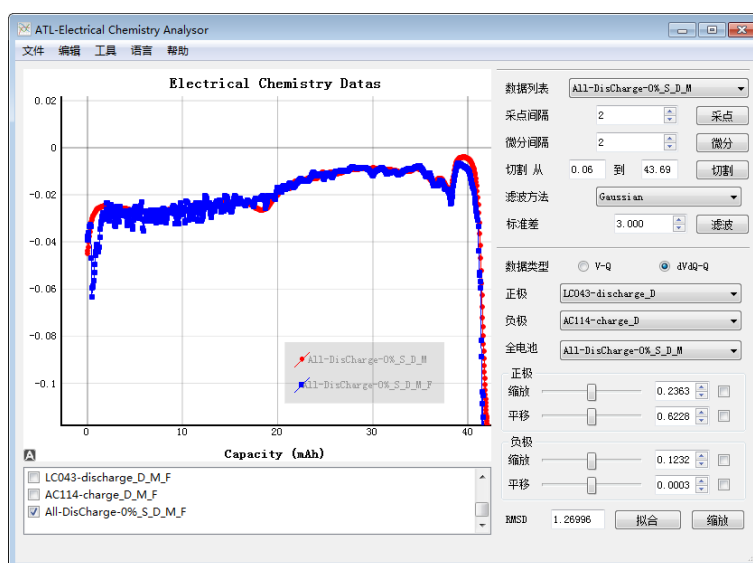 ATL-Electrical Chemistry Analysor
文件 编辑 工具 语言 帮助
Electrical Chemistry Datas
0.02
0
-0.02
-0.04
-0.06
-0.08
-0.1
All-DisCharge-0%_S_D_M
All-DisCharge-0%_S_D_M_F
0 10 20 30 40
A
Capacity (mAh)
LC043-discharge_D_M_F
AC114-charge_D_M_F
All-DisCharge-0%_S_D_M_F
数据列表 All-DisCharge-0%_S_D_M
采点间隔 2 采点
微分间隔 2 微分
切割 从 0.06 到 43.69 切割
滤波方法 Gaussian
标准差 3.000 滤波
数据类型 V-Q dVdQ-Q
正极 LC043-discharge_D
负极 AC114-charge_D
全电池 All-DisCharge-0%_S_D_M
正极
缩放 0.2363
平移 0.6228
负极
缩放 0.1232
平移 0.0003
RMSD 1.26996 拟合 缩放